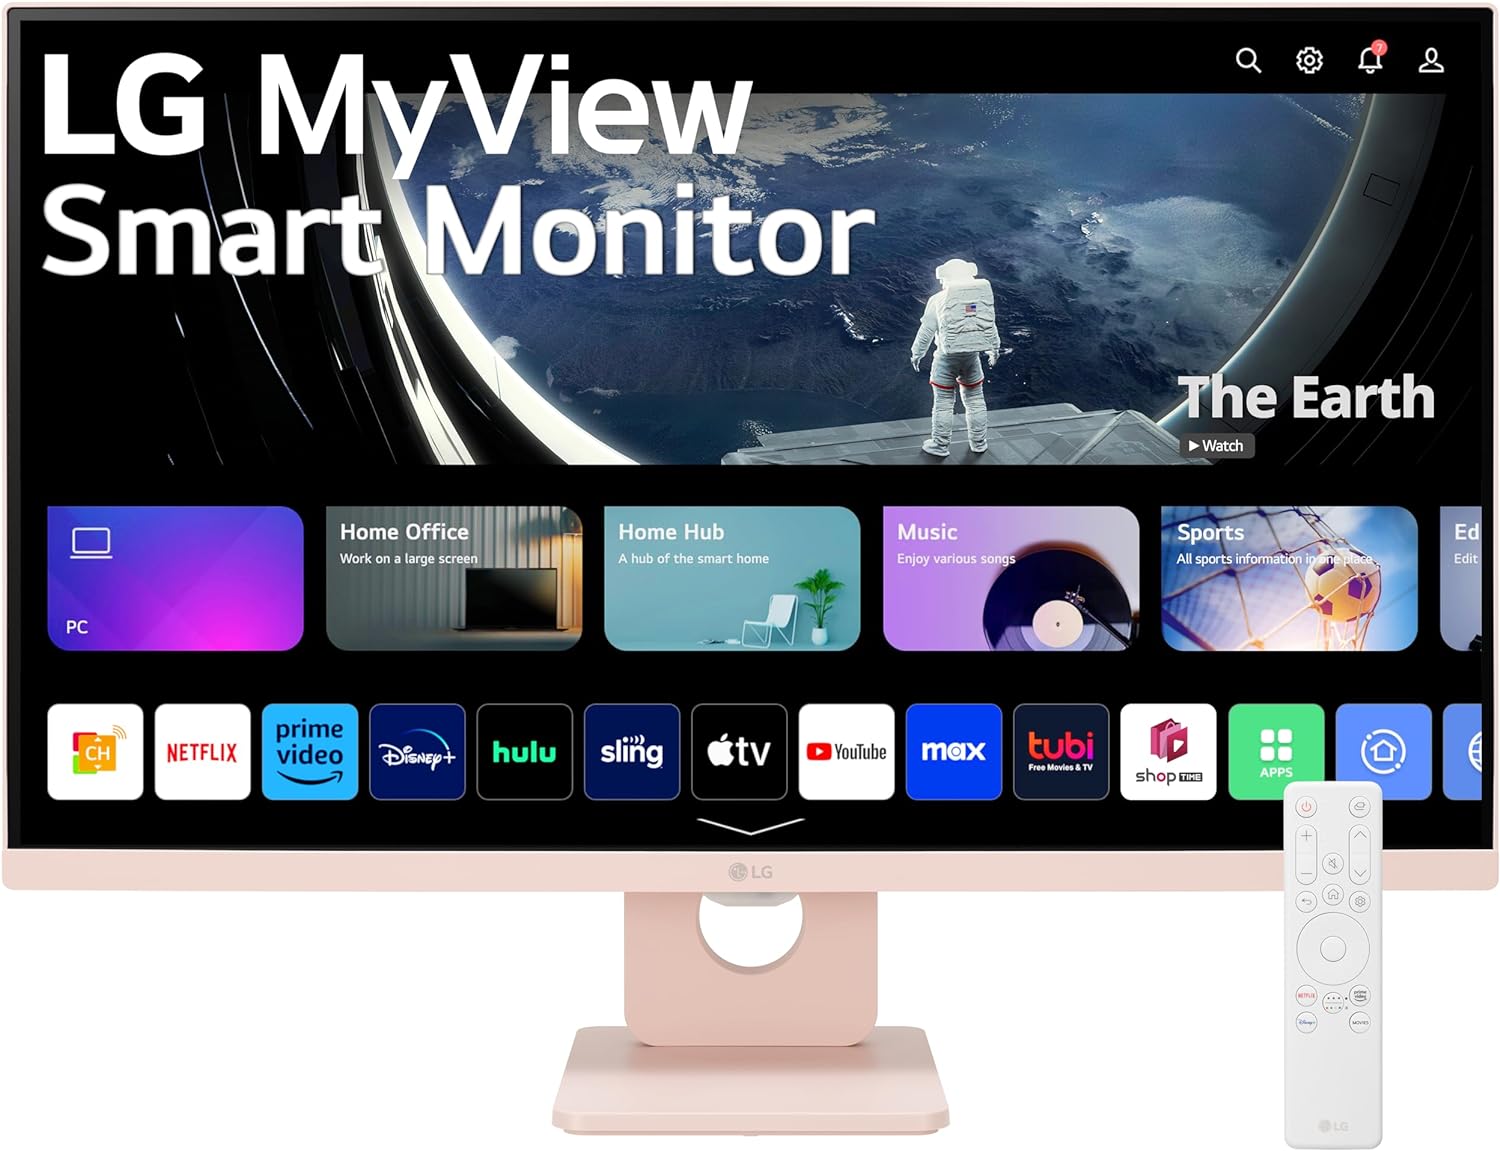 LG MyView
Smart Monitor
7
The Earth
Watch
PC
Home Office
Work on a large screen
Home Hub
A hub of the smart home
Music
Enjoy various songs
Sports
All sports information in one place
Ed
Edit
CH
NETFLIX
prime video
Disney+
hulu
sling
tv
YouTube
max
tubi
Free Movies & TV
shop TIME
APPS
LG
NETFLIX
prime video
Disney+
MOVIES
LG